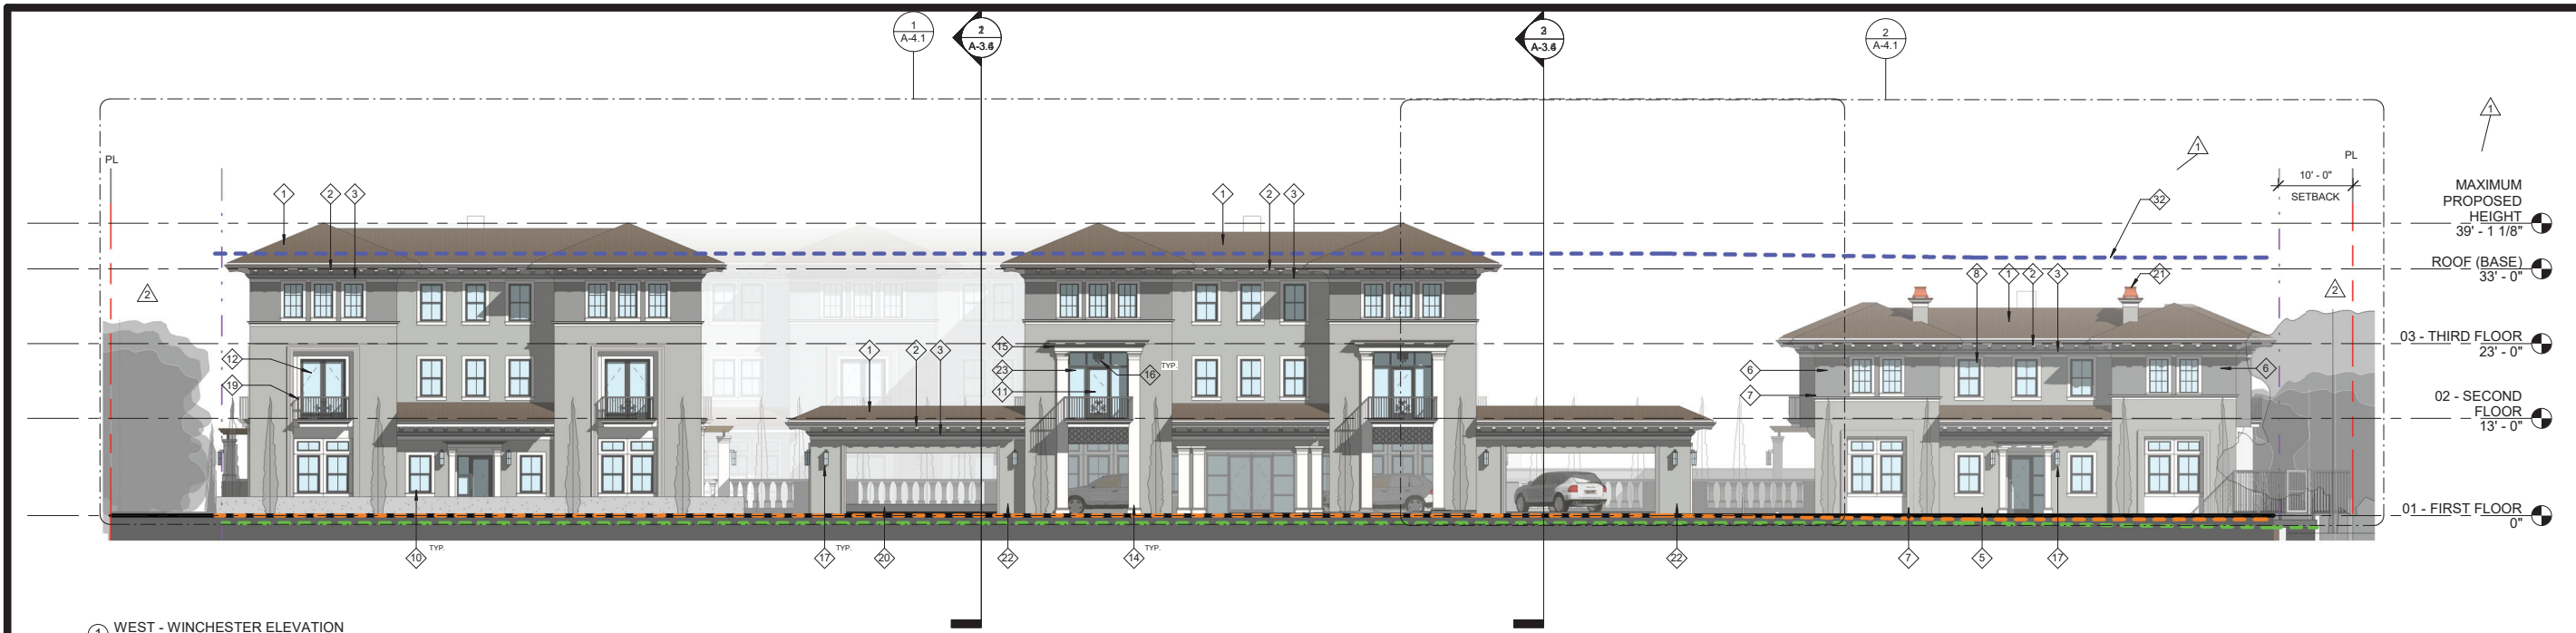 1
A-4.1
A-3.6
A-3.6
2
A-4.1
1
1
PL
PL
10' - 0"
SETBACK
1
2
3
1
2
3
32
MAXIMUM
PROPOSED
HEIGHT
39' - 1 1/8"
ROOF (BASE)
33' - 0"
2
8
1
2
3
21
2
03 - THIRD FLOOR
23' - 0"
12
19
1
2
3
15
23
11
16
TYP.
6
7
6
02 - SECOND
FLOOR
13' - 0"
01 - FIRST FLOOR
0"
10
TYP.
17
TYP.
20
22
14
TYP.
22
7
5
17
1
WEST - WINCHESTER ELEVATION